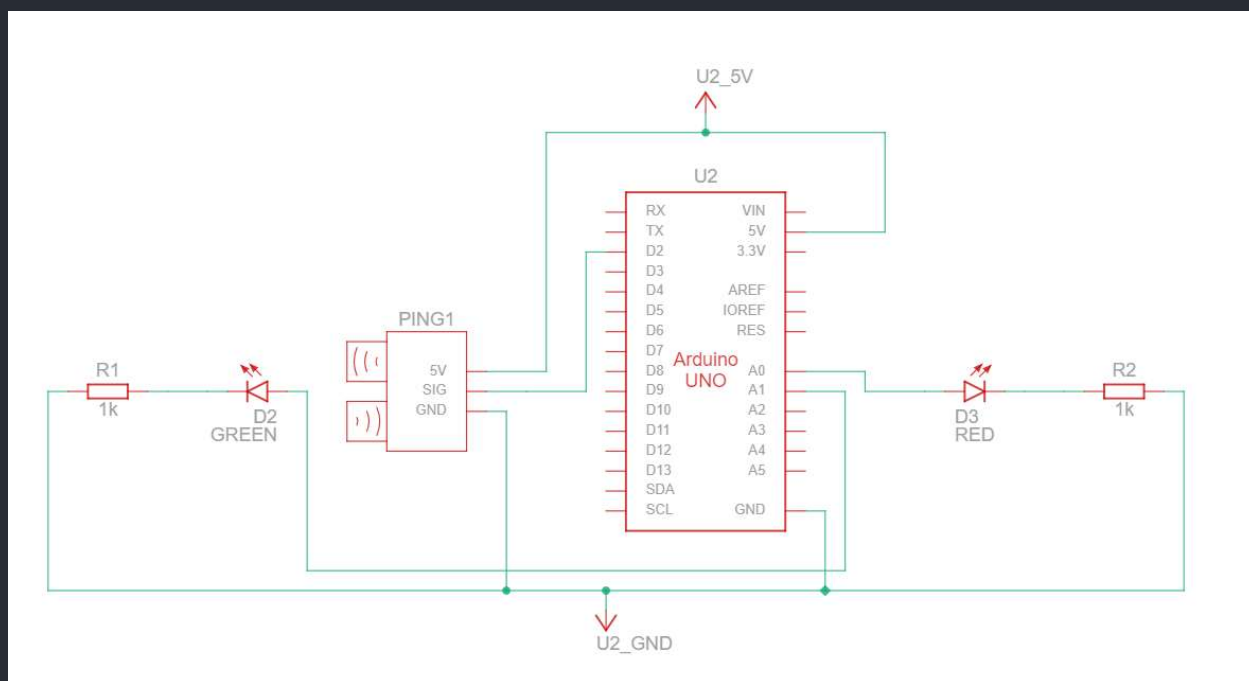 U2_5V
U2
RX
VIN
TX
5V
D2
3.3V
D3
D4
AREF
D5
IOREF
D6
RES
D7
Arduino
UNO
D8
A0
D9
A1
D10
A2
D11
A3
D12
A4
D13
A5
SDA
SCL
GND
PING1
5V
SIG
GND
R1
1k
D2
GREEN
D3
RED
R2
1k
U2_GND